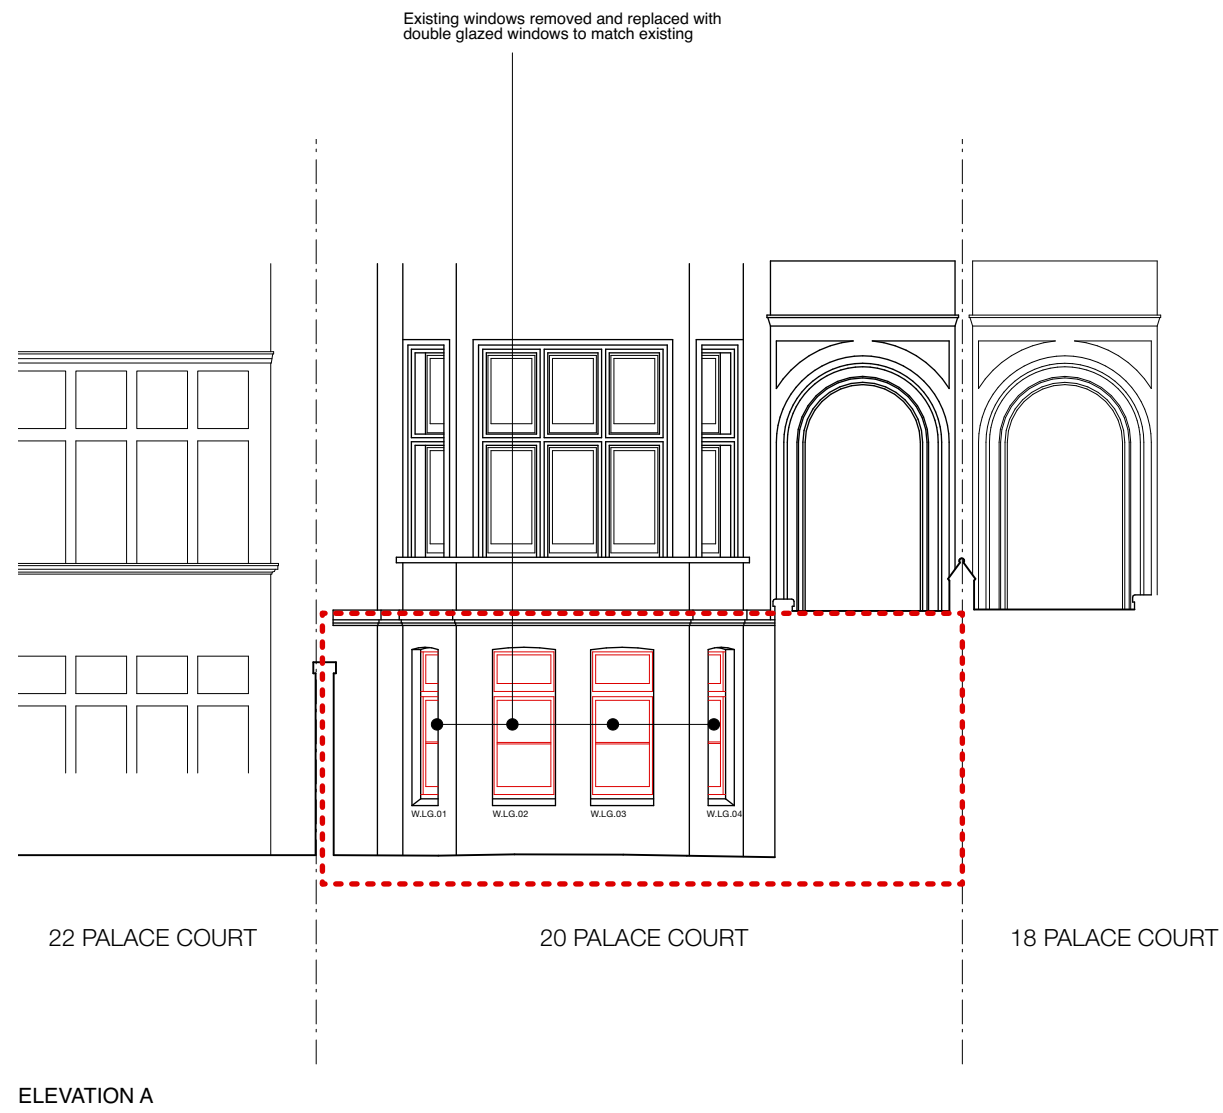 Existing windows removed and replaced with
double glazed windows to match existing
W.LG.01
W.LG.02
W.LG.03
W.LG.04
22 PALACE COURT
20 PALACE COURT
18 PALACE COURT
ELEVATION A